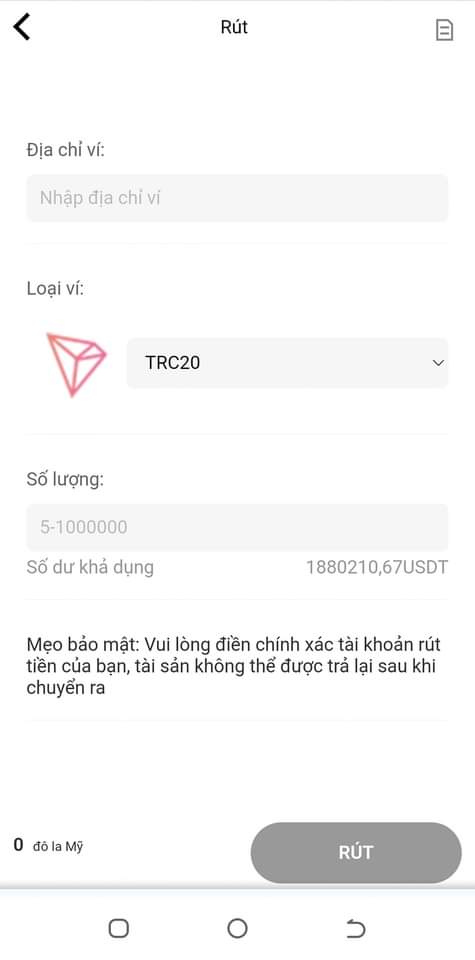 Rút
Địa chỉ ví:
Nhập địa chỉ ví
Loại ví:
TRC20
Số lượng:
5-1000000
Số dư khả dụng 1880210,67USDT
Mẹo bảo mật: Vui lòng điền chính xác tài khoản rút
tiền của bạn, tài sản không thể được trả lại sau khi
chuyển ra
0 đô la Mỹ
RÚT